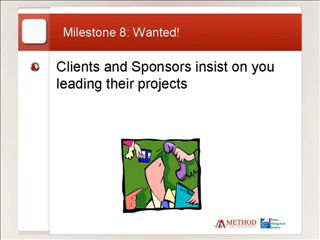 Milestone 8: Wanted!
Clients and Sponsors insist on you
leading their projects
METHOD